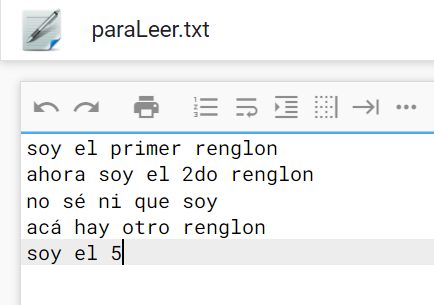 paraLeer.txt
soy el primer renglon
ahora soy el 2do renglon
no sé ni que soy
acá hay otro renglon
soy el 5